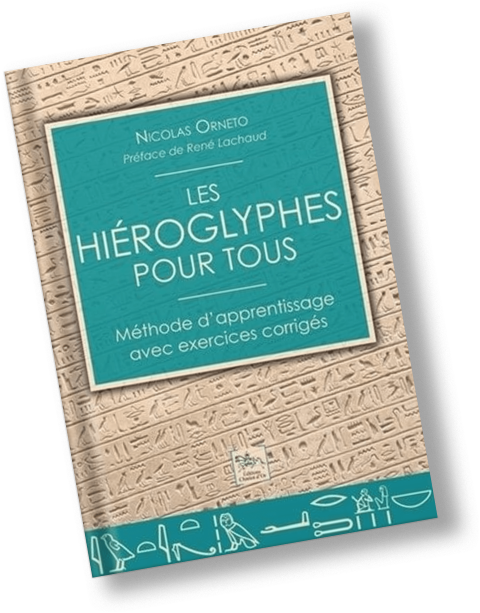 NICOLAS ORNETO
Préface de René Lachaud
LES
HIÉROGLYPHES
POUR TOUS
Méthode d'apprentissage
avec exercices corrigés